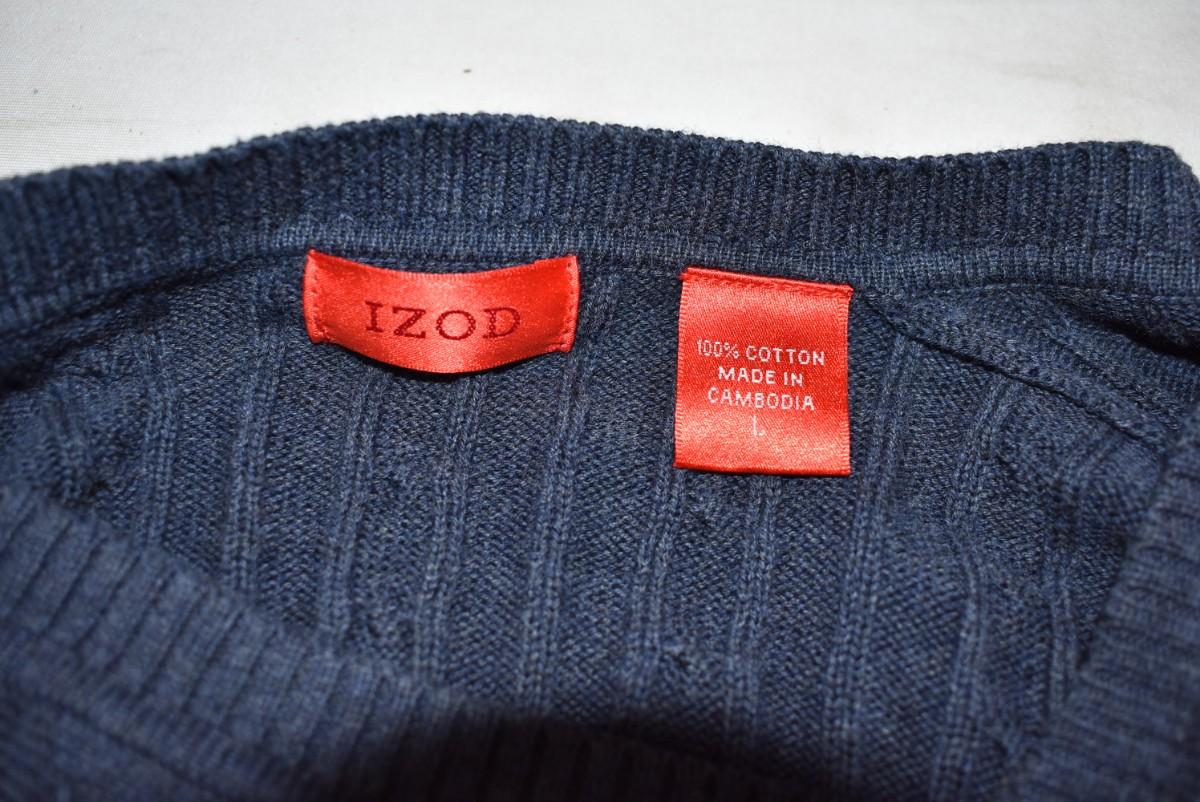 IZOD
100% COTTON
MADE IN
CAMBODIA
L